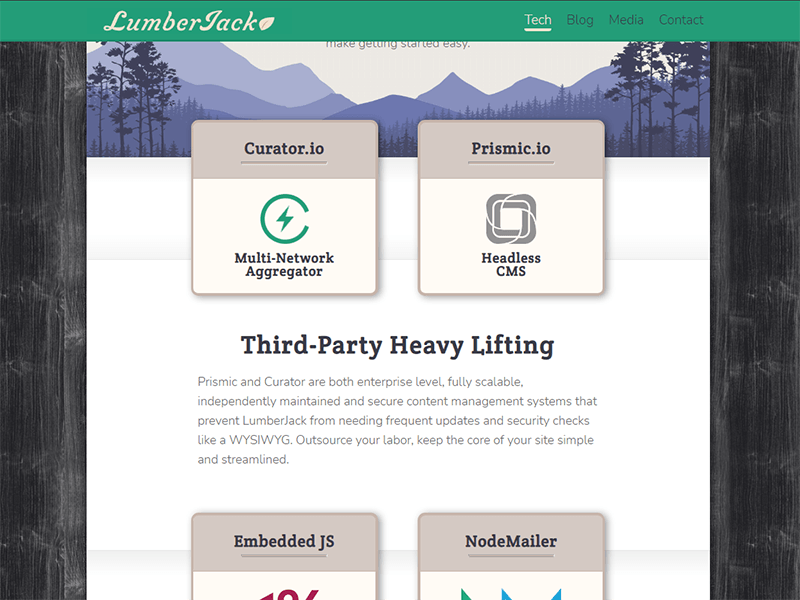 LumberJack
Tech Blog Media Contact
make getting started easy.
Curator.io
Prismic.io
Multi-Network
Aggregator
Headless
CMS
Third-Party Heavy Lifting
Prismic and Curator are both enterprise level, fully scalable,
independently maintained and secure content management systems that
prevent LumberJack from needing frequent updates and security checks
like a WYSIWYG. Outsource your labor, keep the core of your site simple
and streamlined.
Embedded JS
NodeMailer